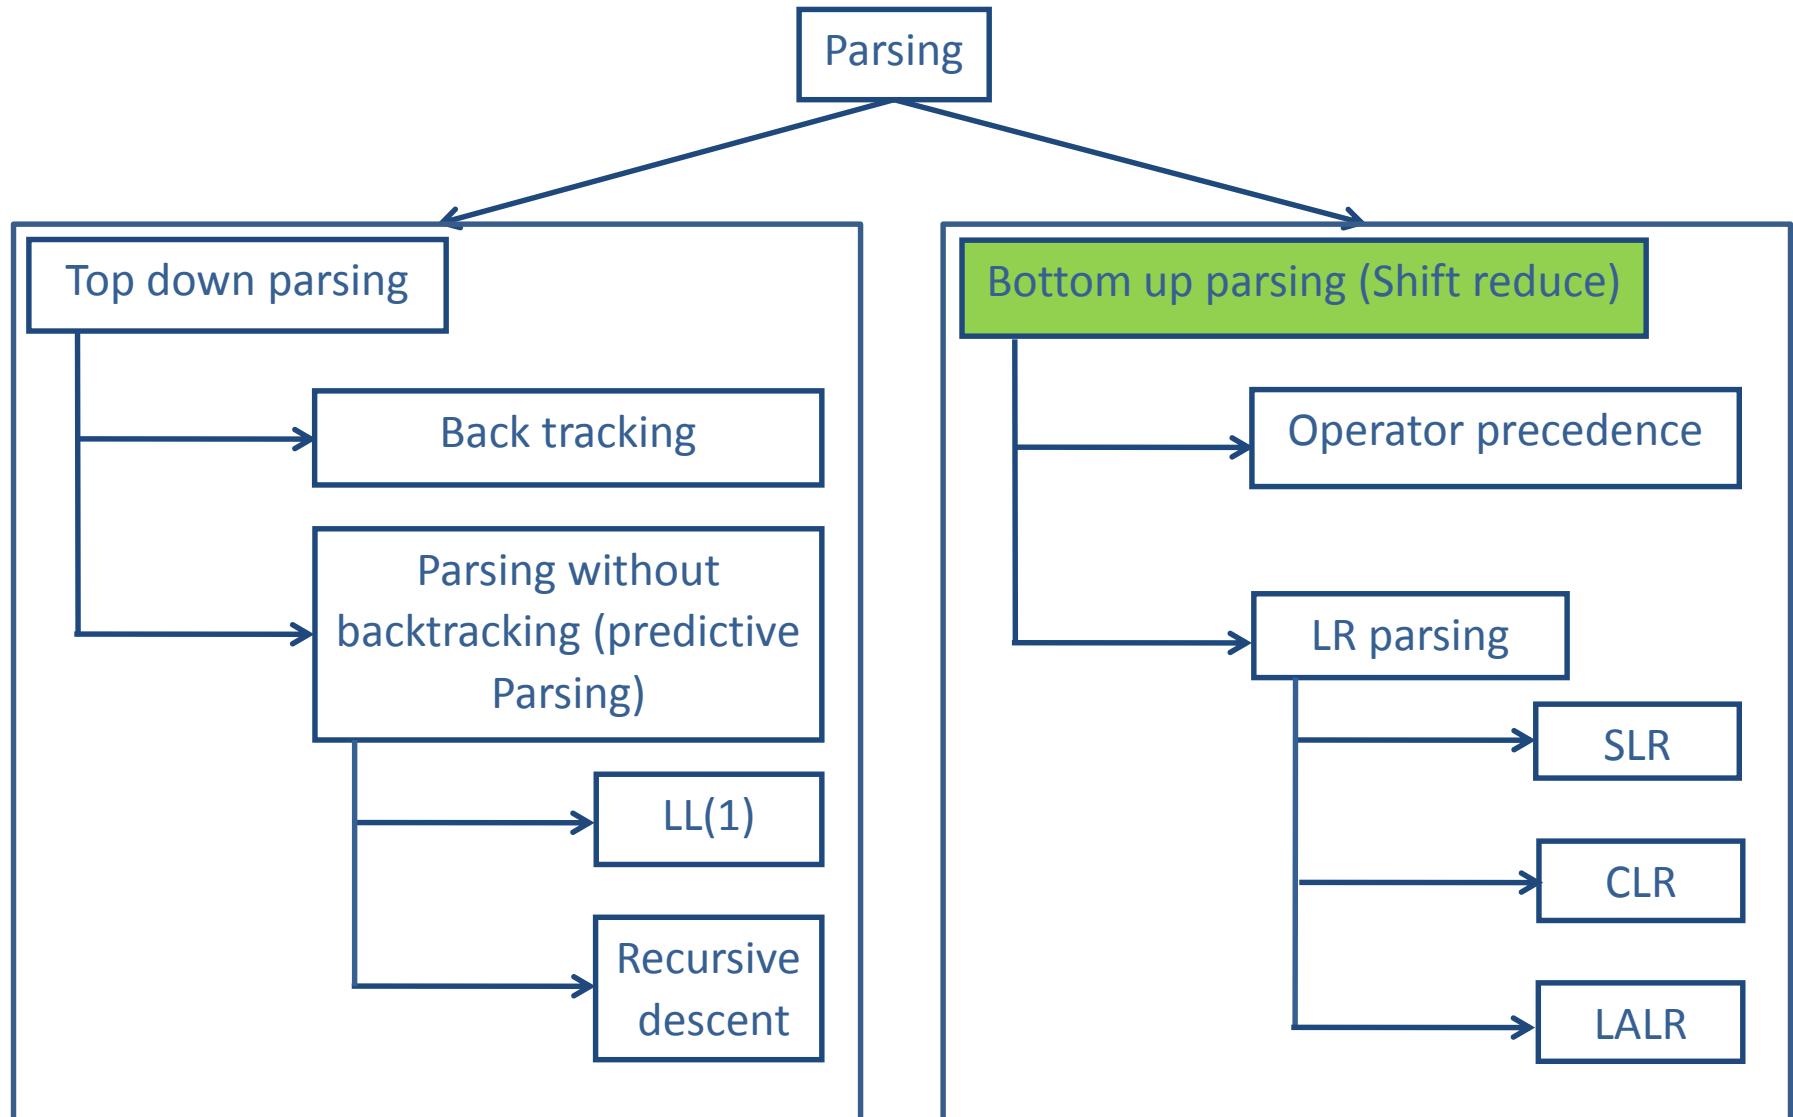 Parsing
Top down parsing
Back tracking
Parsing without
backtracking (predictive
Parsing)
LL(1)
Recursive
descent
Bottom up parsing (Shift reduce)
Operator precedence
LR parsing
SLR
CLR
LALR